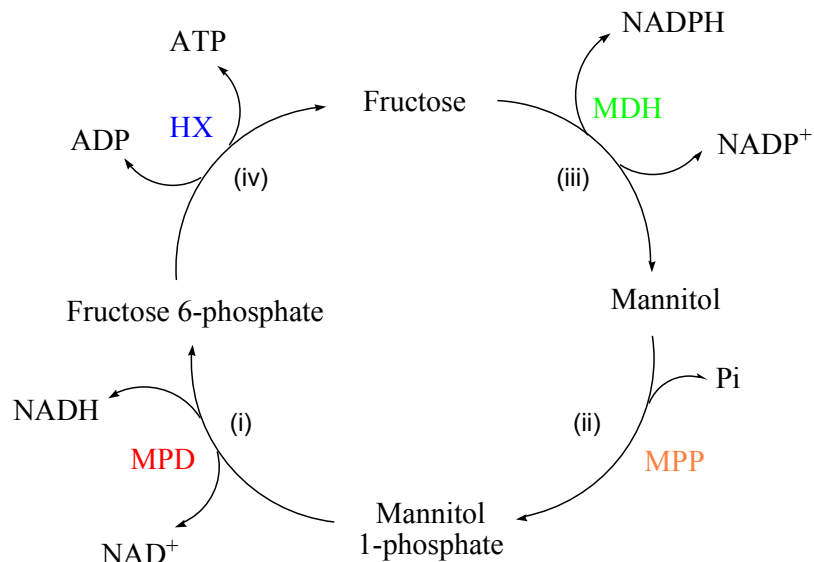 NADPH
ATP
Fructose
MDH
HX
ADP
NADP⁺
(iv)
(iii)
Mannitol
Fructose 6-phosphate
Pi
NADH
(i)
(ii)
MPD
MPP
Mannitol
1-phosphate
NAD⁺